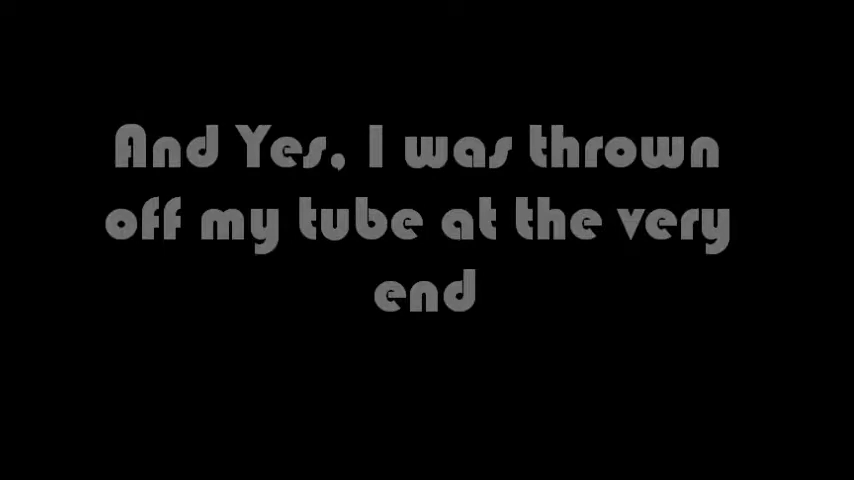 And Yes, I was thrown
off my tube at the very
end